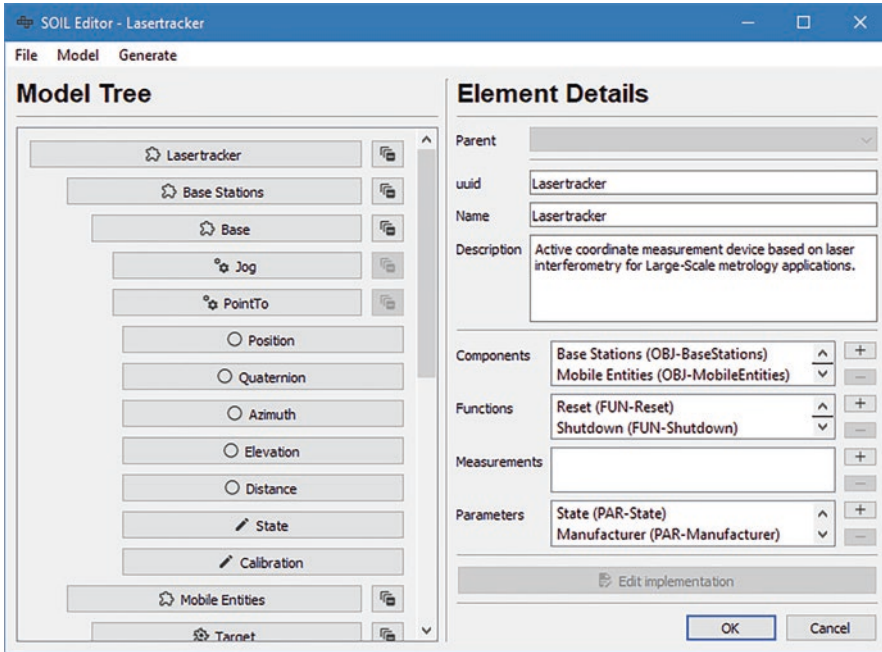 SOIL Editor - Lasertracker
File Model Generate
Model Tree
Lasertracker
Base Stations
Base
Jog
PointTo
Position
Quaternion
Azimuth
Elevation
Distance
State
Calibration
Mobile Entities
Target
Element Details
Parent
uuid Lasertracker
Name Lasertracker
Description Active coordinate measurement device based on laser
interferometry for Large-Scale metrology applications.
Components Base Stations (OBJ-BaseStations)
Mobile Entities (OBJ-MobileEntities)
Functions Reset (FUN-Reset)
Shutdown (FUN-Shutdown)
Measurements
Parameters State (PAR-State)
Manufacturer (PAR-Manufacturer)
Edit implementation
OK Cancel